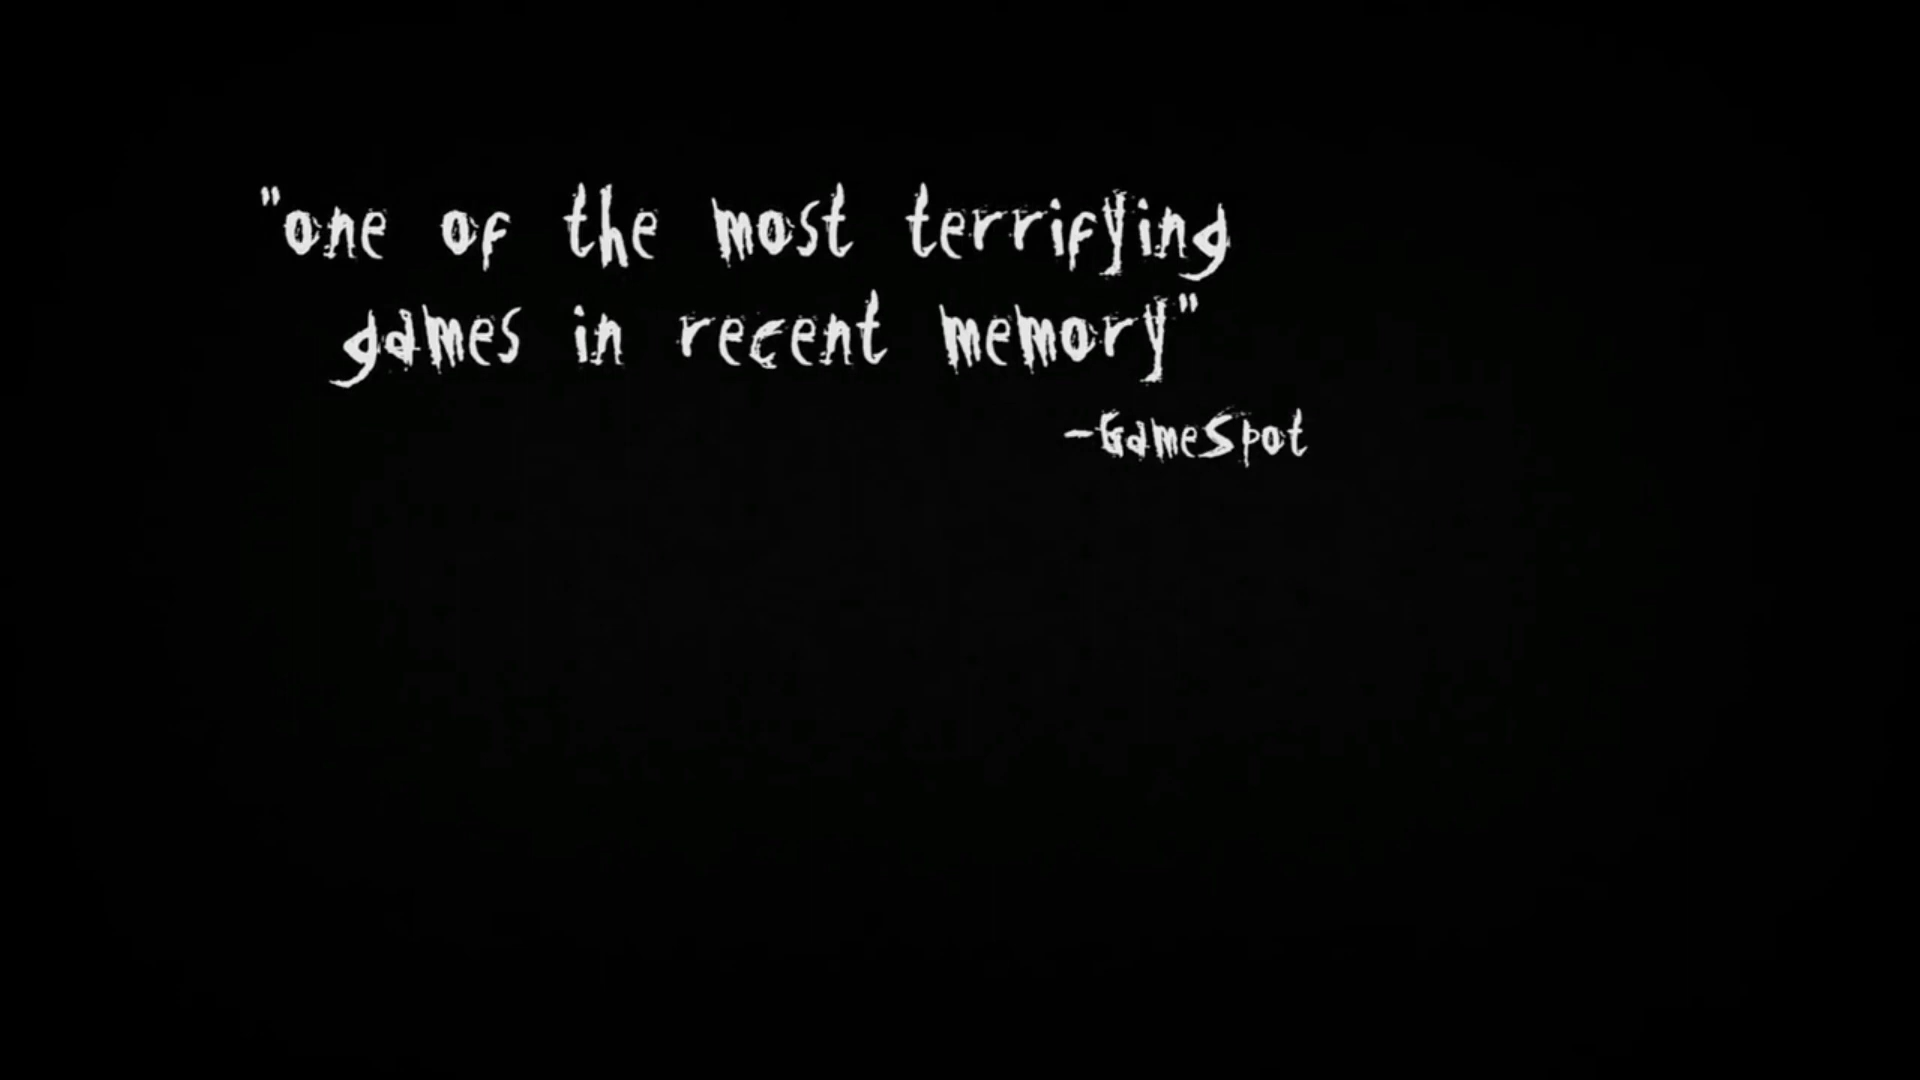 "one of the most terrifying
games in recent memory"
-GameSpot